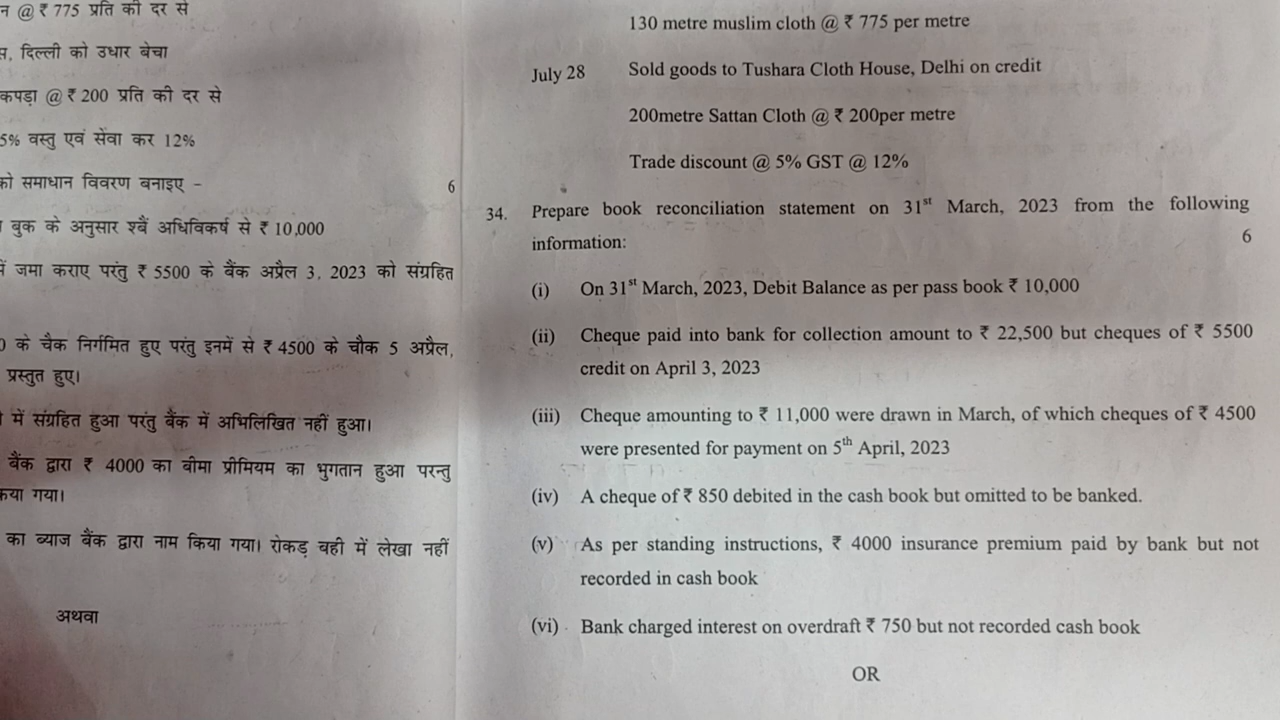 न @ ₹ 775 प्रति की दर से
दिल्ली को उधार बेचा
कपड़ा @ ₹ 200 प्रति की दर से
5% वस्तु एवं सेंवा कर 12%
को समाधान विवरण बनाइए -
6
बुक के अनुसार श्बैं अधिविकर्ष से ₹ 10,000
में जमा कराए परंतु ₹ 5500 के बैंक अप्रैल 3, 2023 को संग्रहित
0 के चैक निर्गमित हुए परंतु इनमें से ₹ 4500 के चौक 5 अप्रैल,
प्रस्तुत हुए।
में संग्रहित हुआ परंतु बैंक में अभिलिखित नहीं हुआ।
बैंक द्वारा ₹ 4000 का बीमा प्रीमियम का भुगतान हुआ परन्तु
कया गया।
का ब्याज बैंक द्वारा नाम किया गया। रोकड़ बही में लेखा नहीं
अथवा
130 metre muslim cloth @ ₹ 775 per metre
July 28 Sold goods to Tushara Cloth House, Delhi on credit
200metre Sattan Cloth @ ₹ 200per metre
Trade discount @ 5% GST @ 12%
34. Prepare book reconciliation statement on 31st March, 2023 from the following
information:
6
(i) On 31st March, 2023, Debit Balance as per pass book ₹ 10,000
(ii) Cheque paid into bank for collection amount to ₹ 22,500 but cheques of ₹ 5500
credit on April 3, 2023
(iii) Cheque amounting to ₹ 11,000 were drawn in March, of which cheques of ₹ 4500
were presented for payment on 5th April, 2023
(iv) A cheque of ₹ 850 debited in the cash book but omitted to be banked.
(v) As per standing instructions, ₹ 4000 insurance premium paid by bank but not
recorded in cash book
(vi) Bank charged interest on overdraft ₹ 750 but not recorded cash book
OR